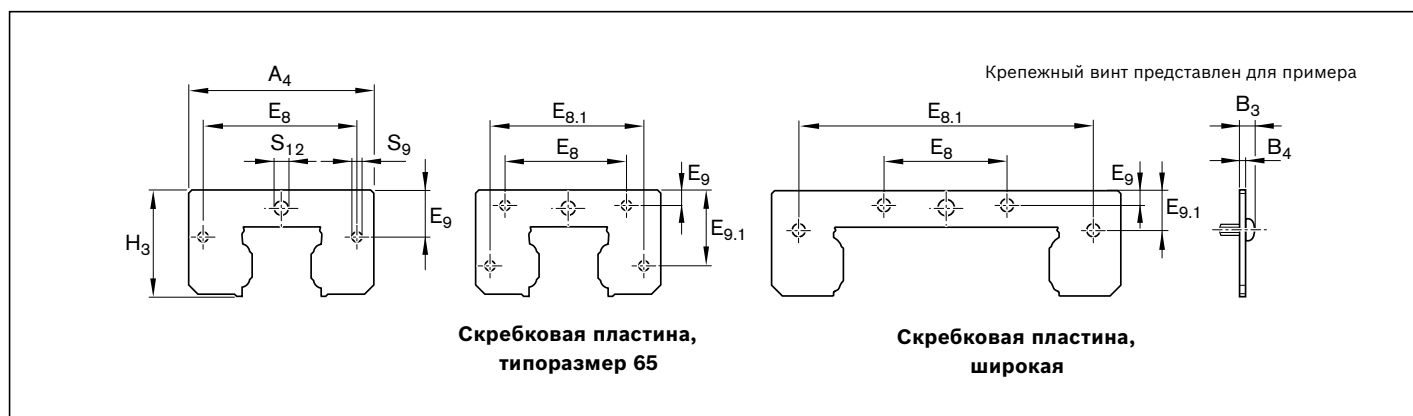 Крепежный винт представлен для примера
A4
E8
S12
S9
E9
H3
E8.1
E8
E9
E9.1
Скребковая пластина,
типоразмер 65
E8.1
E8
E9
E9.1
Скребковая пластина,
широкая
B3
B4